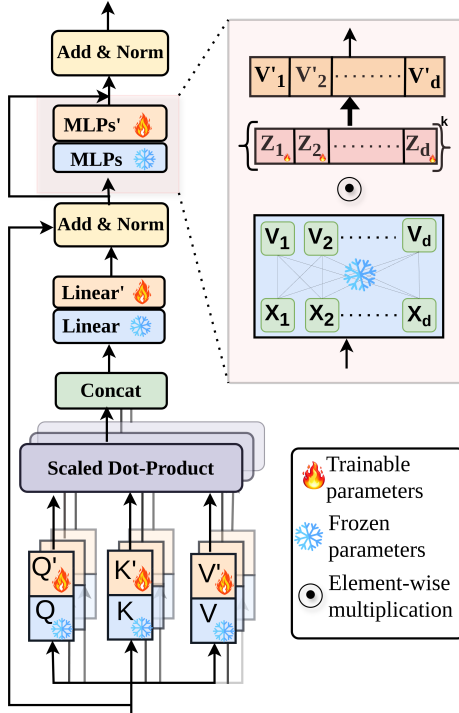 Add & Norm
MLPs'
MLPs
Add & Norm
Linear'
Linear
Concat
Scaled Dot-Product
Q' K' V'
Q K V
V'1 V'2 ········ V'd
{Z1 Z2 ········ Zd}k
V1 V2 ······ Vd
X1 X2 ······ Xd
Trainable
parameters
Frozen
parameters
Element-wise
multiplication